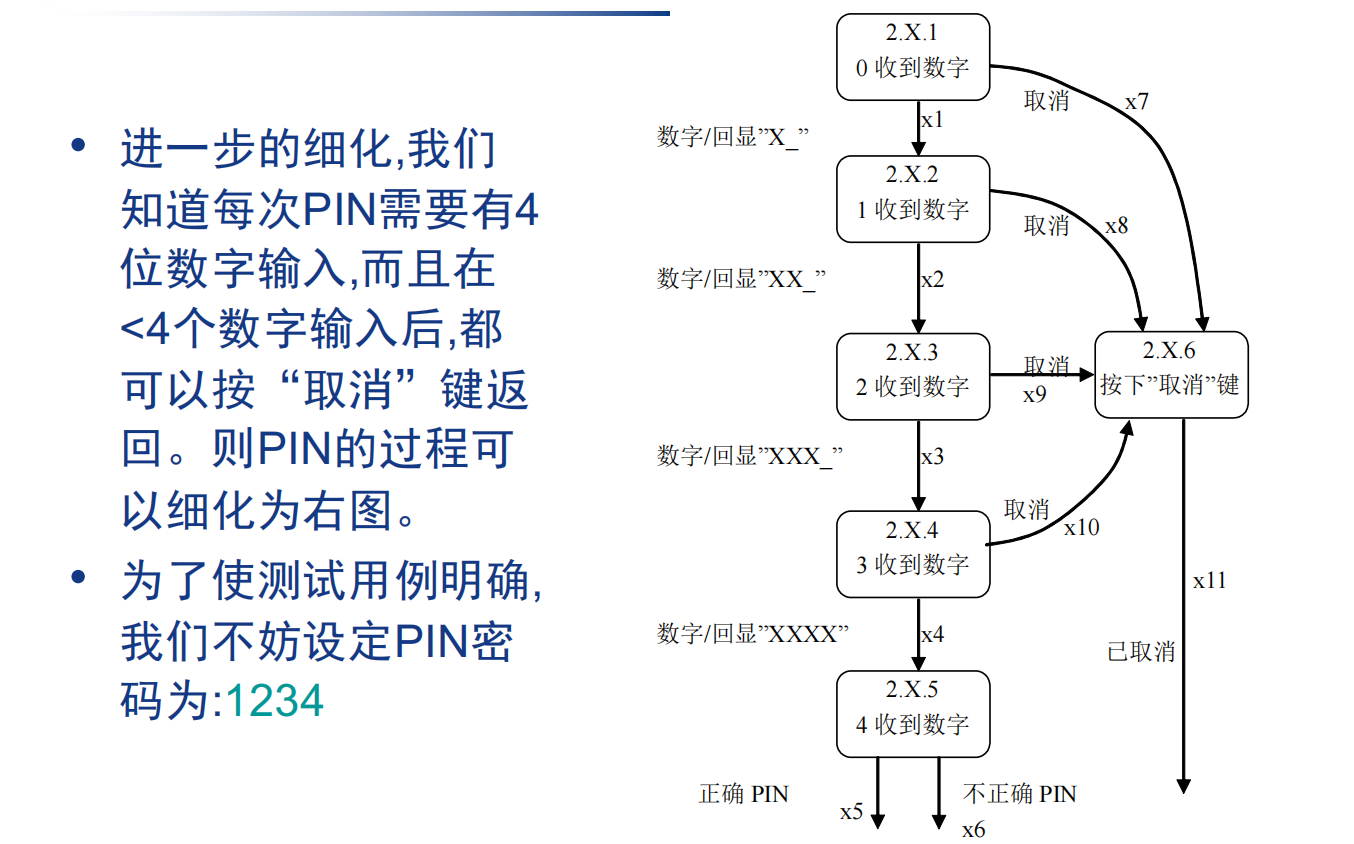 • 进一步的细化,我们
知道每次PIN需要有4
位数字输入,而且在
<4个数字输入后,都
可以按“取消”键返
回。则PIN的过程可
以细化为右图。
• 为了使测试用例明确,
我们不妨设定PIN密
码为:1234
2.X.1
0 收到数字
取消
x7
x1
数字/回显”X_”
2.X.2
1 收到数字
取消
x8
数字/回显”XX_”
x2
2.X.3
2 收到数字
取消
x9
2.X.6
按下”取消”键
数字/回显”XXX_”
x3
2.X.4
3 收到数字
取消
x10
x11
数字/回显”XXXX”
x4
已取消
2.X.5
4 收到数字
正确 PIN
x5
不正确 PIN
x6